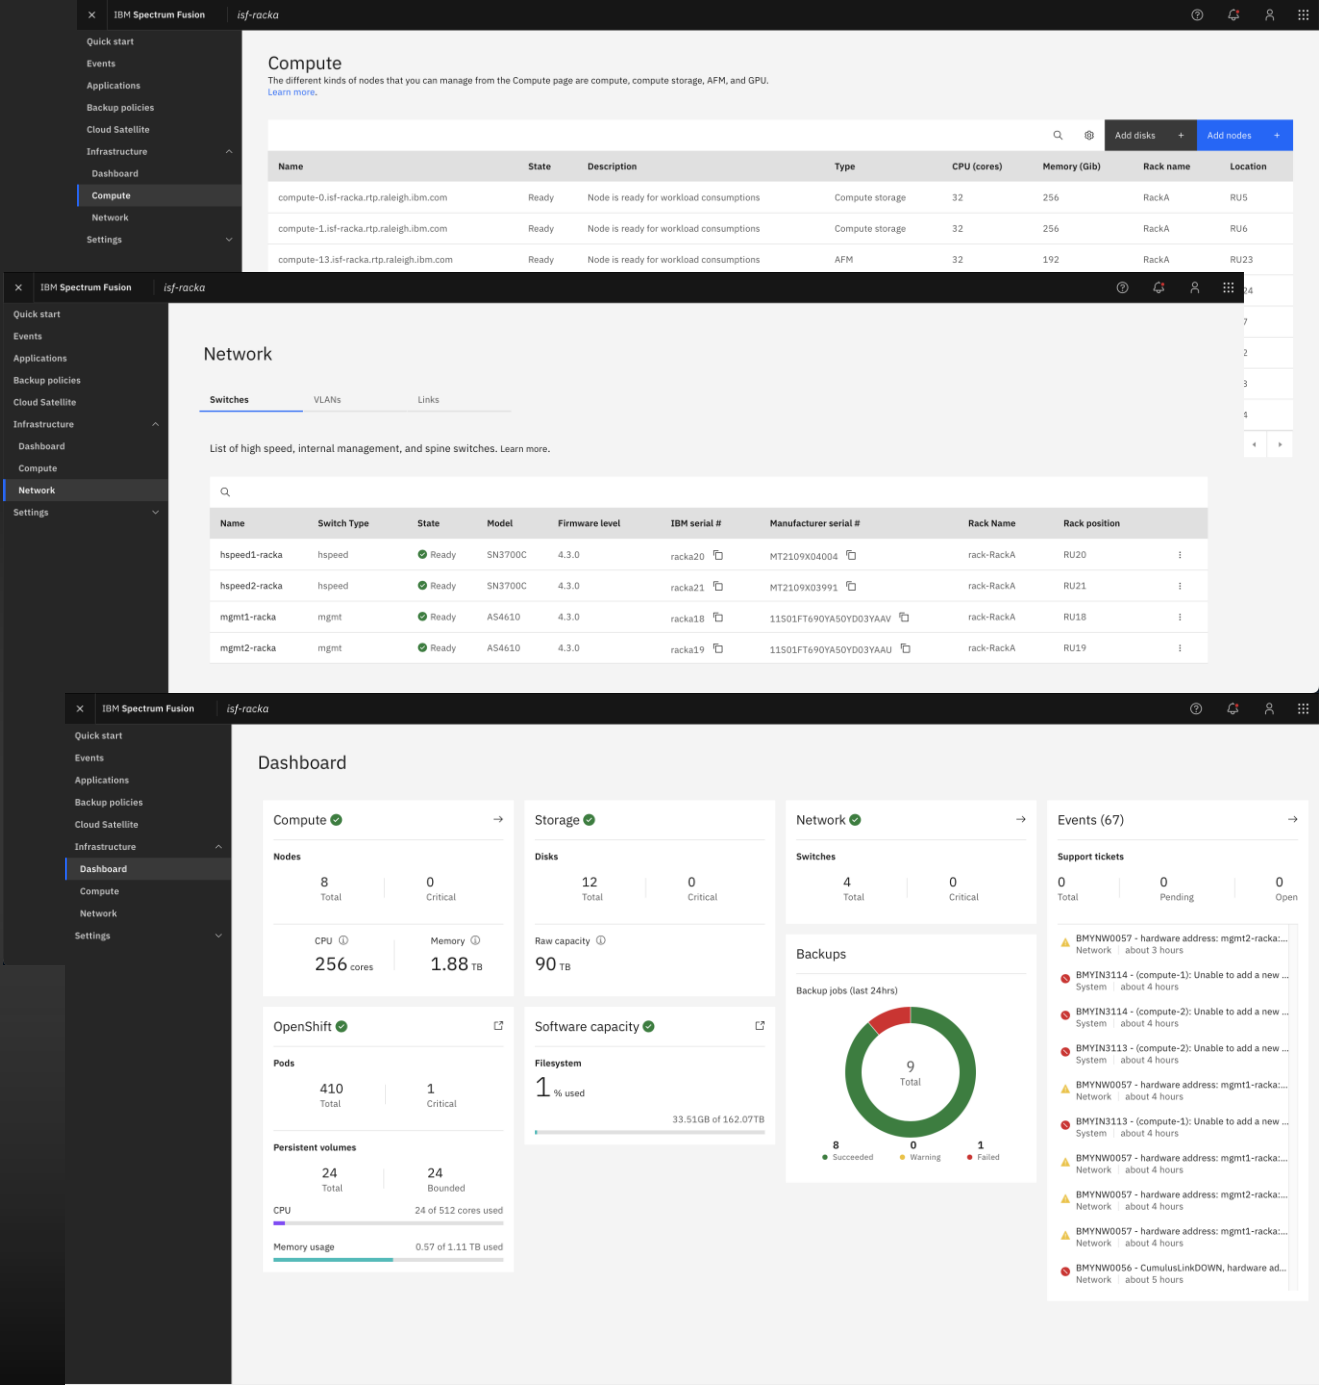 IBM Spectrum Fusion isf-racka
Quick start
Events
Applications
Backup policies
Cloud Satellite
Infrastructure
Dashboard
Compute
Network
Settings
Compute
The different kinds of nodes that you can manage from the Compute page are compute, compute storage, AFM, and GPU.
Learn more.
Add disks + Add nodes +
Name State Description Type CPU (cores) Memory (Gib) Rack name Location
compute-0.isf-racka.rtp.raleigh.ibm.com Ready Node is ready for workload consumptions Compute storage 32 256 RackA RU5
compute-1.isf-racka.rtp.raleigh.ibm.com Ready Node is ready for workload consumptions Compute storage 32 256 RackA RU6
compute-13.isf-racka.rtp.raleigh.ibm.com Ready Node is ready for workload consumptions AFM 32 192 RackA RU23
24
7
2
3
4
IBM Spectrum Fusion isf-racka
Quick start
Events
Applications
Backup policies
Cloud Satellite
Infrastructure
Dashboard
Compute
Network
Settings
Network
Switches VLANs Links
List of high speed, internal management, and spine switches. Learn more.
Name Switch Type State Model Firmware level IBM serial # Manufacturer serial # Rack Name Rack position
hspeed1-racka hspeed Ready SN3700C 4.3.0 racka20 MT2109X04004 rack-RackA RU20
hspeed2-racka hspeed Ready SN3700C 4.3.0 racka21 MT2109X03991 rack-RackA RU21
mgmt1-racka mgmt Ready AS4610 4.3.0 racka18 11S01FT690YA50YD03YAAV rack-RackA RU18
mgmt2-racka mgmt Ready AS4610 4.3.0 racka19 11S01FT690YA50YD03YAAU rack-RackA RU19
IBM Spectrum Fusion isf-racka
Quick start
Events
Applications
Backup policies
Cloud Satellite
Infrastructure
Dashboard
Compute
Network
Settings
Dashboard
Compute
Nodes
8 0
Total Critical
CPU Memory
256 cores 1.88 TB
Storage
Disks
12 0
Total Critical
Raw capacity
90 TB
Network
Switches
4 0
Total Critical
Events (67)
Support tickets
0 0 0
Total Pending Open
BMYNW0057 - hardware address: mgmt2-racka:...
Network about 3 hours
BMYIN3114 - (compute-1): Unable to add a new ...
System about 4 hours
BMYIN3114 - (compute-2): Unable to add a new ...
System about 4 hours
BMYIN3113 - (compute-2): Unable to add a new ...
System about 4 hours
BMYNW0057 - hardware address: mgmt1-racka:...
Network about 4 hours
BMYIN3113 - (compute-1): Unable to add a new ...
System about 4 hours
BMYNW0057 - hardware address: mgmt1-racka:...
Network about 4 hours
BMYNW0057 - hardware address: mgmt2-racka:...
Network about 4 hours
BMYNW0057 - hardware address: mgmt1-racka:...
Network about 4 hours
BMYNW0056 - CumulusLinkDOWN, hardware ad...
Network about 5 hours
OpenShift
Pods
410 1
Total Critical
Persistent volumes
24 24
Total Bounded
CPU 24 of 512 cores used
Memory usage 0.57 of 1.11 TB used
Software capacity
Filesystem
1 % used
33.51GB of 162.07TB
Backups
Backup jobs (last 24hrs)
9
Total
8 0 1
Succeeded Warning Failed